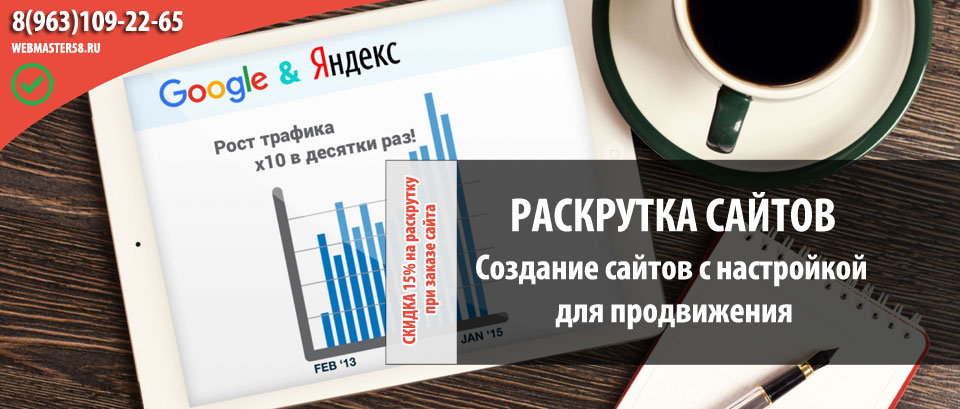 8(963)109-22-65
WEBMASTER58.RU
Google & Яндекс
Рост трафика
x10 в десятки раз!
FEB '13
JAN '15
СКИДКА 15% на раскрутку
при заказе сайта
РАСКРУТКА САЙТОВ
Создание сайтов с настройкой
для продвижения